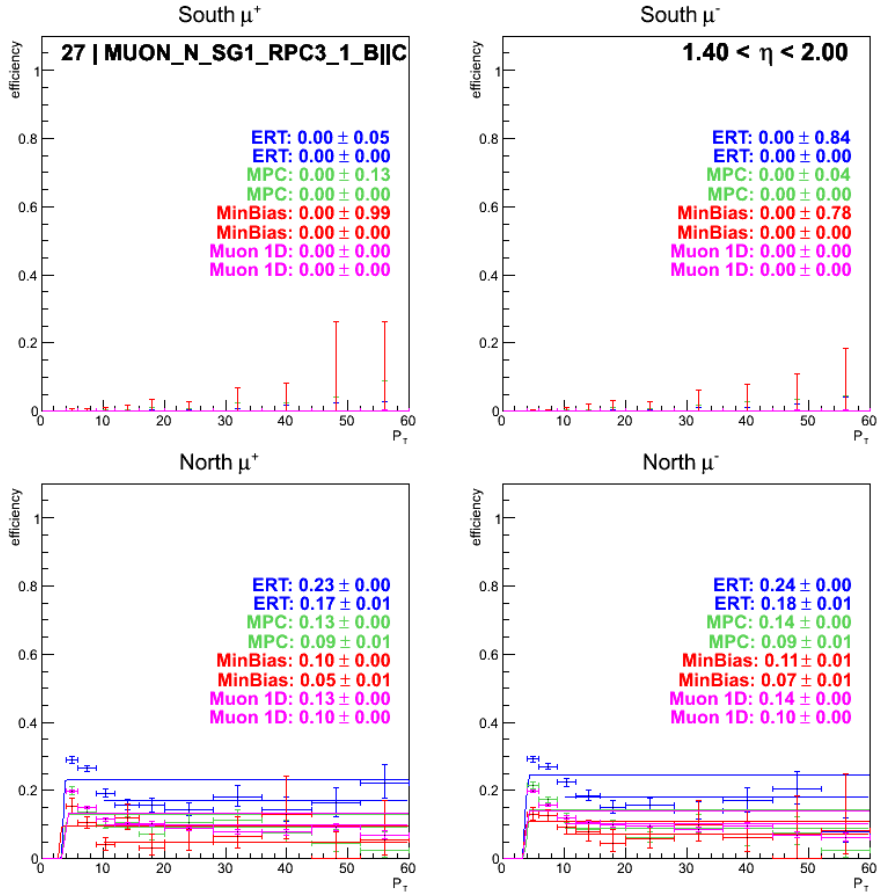 South μ+
27 | MUON_N_SG1_RPC3_1_B||C
efficiency
1
0.8
0.6
0.4
0.2
0
ERT: 0.00 ± 0.05
ERT: 0.00 ± 0.00
MPC: 0.00 ± 0.13
MPC: 0.00 ± 0.00
MinBias: 0.00 ± 0.99
MinBias: 0.00 ± 0.00
Muon 1D: 0.00 ± 0.00
Muon 1D: 0.00 ± 0.00
0 10 20 30 40 50 60
PT
South μ-
1.40 < η < 2.00
efficiency
1
0.8
0.6
0.4
0.2
0
ERT: 0.00 ± 0.84
ERT: 0.00 ± 0.00
MPC: 0.00 ± 0.04
MPC: 0.00 ± 0.00
MinBias: 0.00 ± 0.78
MinBias: 0.00 ± 0.00
Muon 1D: 0.00 ± 0.00
Muon 1D: 0.00 ± 0.00
0 10 20 30 40 50 60
PT
North μ+
efficiency
1
0.8
0.6
0.4
0.2
0
ERT: 0.23 ± 0.00
ERT: 0.17 ± 0.01
MPC: 0.13 ± 0.00
MPC: 0.09 ± 0.01
MinBias: 0.10 ± 0.00
MinBias: 0.05 ± 0.01
Muon 1D: 0.13 ± 0.00
Muon 1D: 0.10 ± 0.00
0 10 20 30 40 50 60
PT
North μ-
efficiency
1
0.8
0.6
0.4
0.2
0
ERT: 0.24 ± 0.00
ERT: 0.18 ± 0.01
MPC: 0.14 ± 0.00
MPC: 0.09 ± 0.01
MinBias: 0.11 ± 0.01
MinBias: 0.07 ± 0.01
Muon 1D: 0.14 ± 0.00
Muon 1D: 0.10 ± 0.00
0 10 20 30 40 50 60
PT